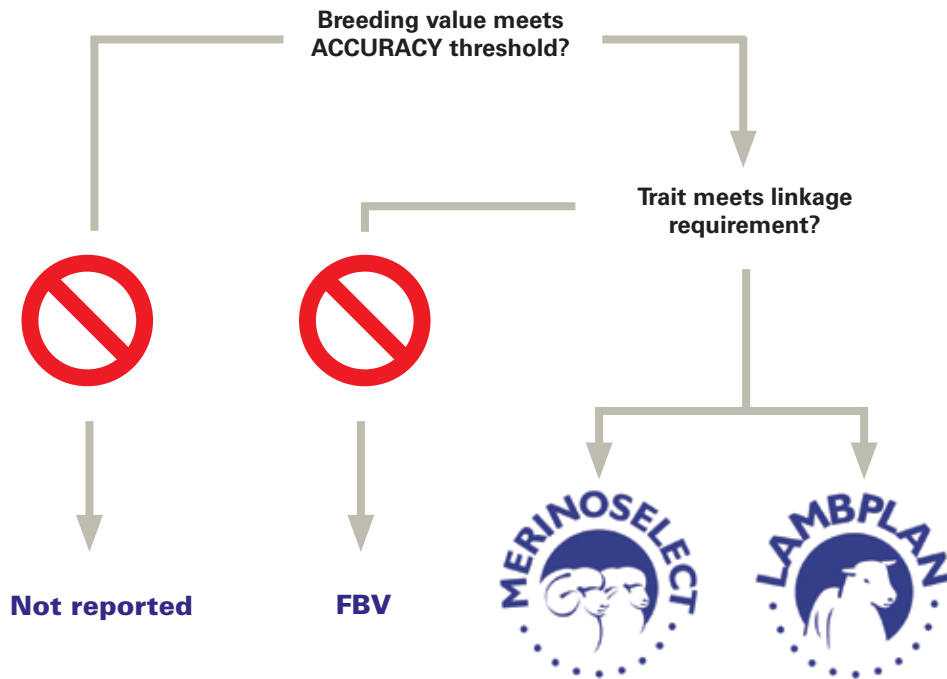 Breeding value meets
ACCURACY threshold?
Trait meets linkage
requirement?
Not reported
FBV
MERINOSELECT
LAMBPLAN